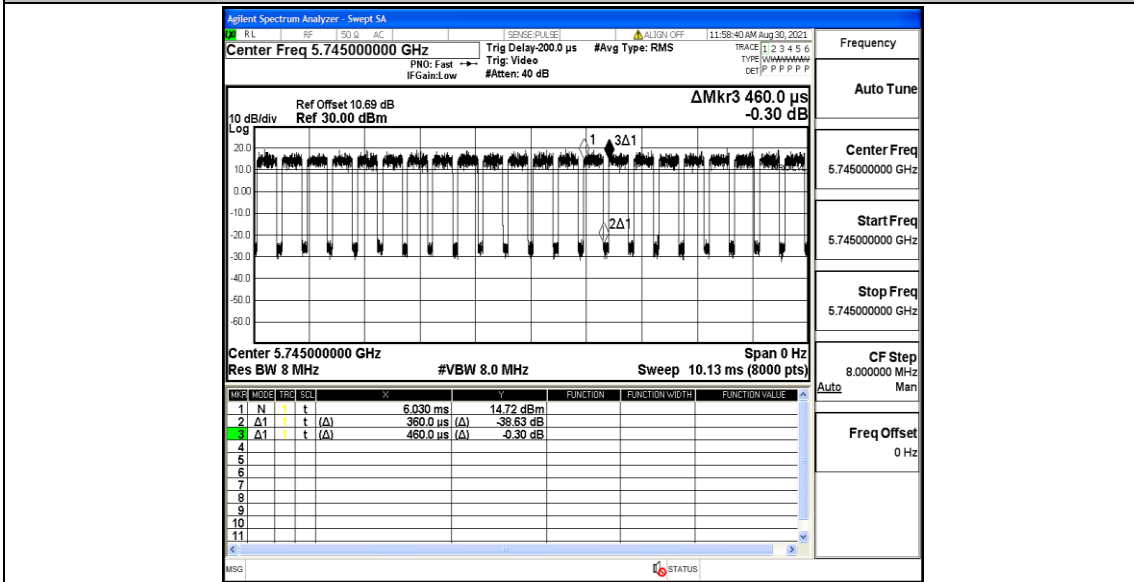 Agilent Spectrum Analyzer - Swept SA
RL RF 50 Ω AC SENSE:PULSE ALIGN OFF 11:58:40 AM Aug 30, 2021
Center Freq 5.745000000 GHz
PNO: Fast
IFGain:Low
Trig Delay-200.0 µs
Trig: Video
#Atten: 40 dB
#Avg Type: RMS
TRACE 1 2 3 4 5 6
TYPE
DET P P P P P P
ΔMkr3 460.0 µs
-0.30 dB
Ref Offset 10.69 dB
10 dB/div Ref 30.00 dBm
Log
20.0
10.0
0.00
-10.0
-20.0
-30.0
-40.0
-50.0
-60.0
1
3Δ1
2Δ1
Center 5.745000000 GHz Span 0 Hz
Res BW 8 MHz #VBW 8.0 MHz Sweep 10.13 ms (8000 pts)
MKR MODE TRC SCL X Y FUNCTION FUNCTION WIDTH FUNCTION VALUE
1 N 1 t 6.030 ms 14.72 dBm
2 Δ1 1 t (Δ) 360.0 µs (Δ) -38.63 dB
3 Δ1 1 t (Δ) 460.0 µs (Δ) -0.30 dB
4
5
6
7
8
9
10
11
MSG STATUS
Frequency
Auto Tune
Center Freq
5.745000000 GHz
Start Freq
5.745000000 GHz
Stop Freq
5.745000000 GHz
CF Step
8.000000 MHz
Auto Man
Freq Offset
0 Hz